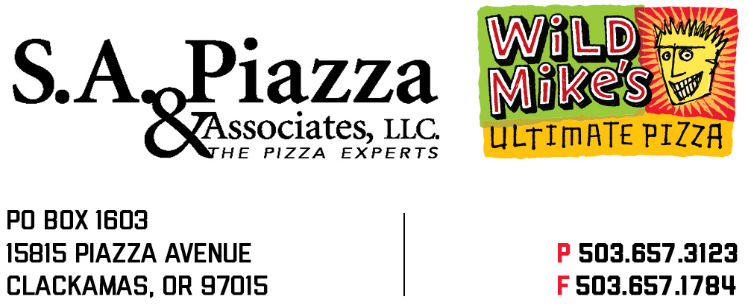 S.A. Piazza
& Associates, LLC.
THE PIZZA EXPERTS
WiLD
MiKe's
ULTIMATE PIZZA
PO BOX 1603
15815 PIAZZA AVENUE
CLACKAMAS, OR 97015
P 503.657.3123
F 503.657.1784